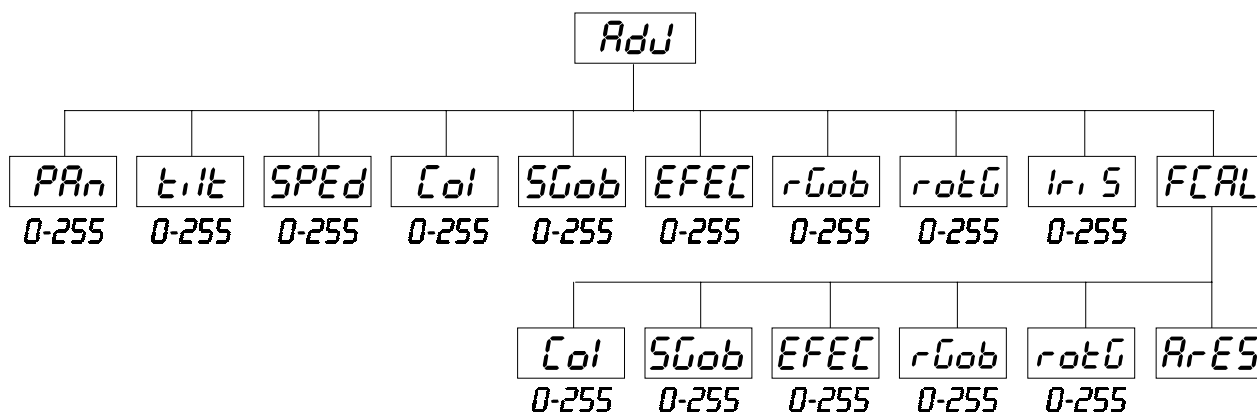 AdJ
PAn tilt SPEd Col SGob EFEC rGob rotG Iri S FCAL
0-255 0-255 0-255 0-255 0-255 0-255 0-255 0-255 0-255
Col SGob EFEC rGob rotG ArES
0-255 0-255 0-255 0-255 0-255